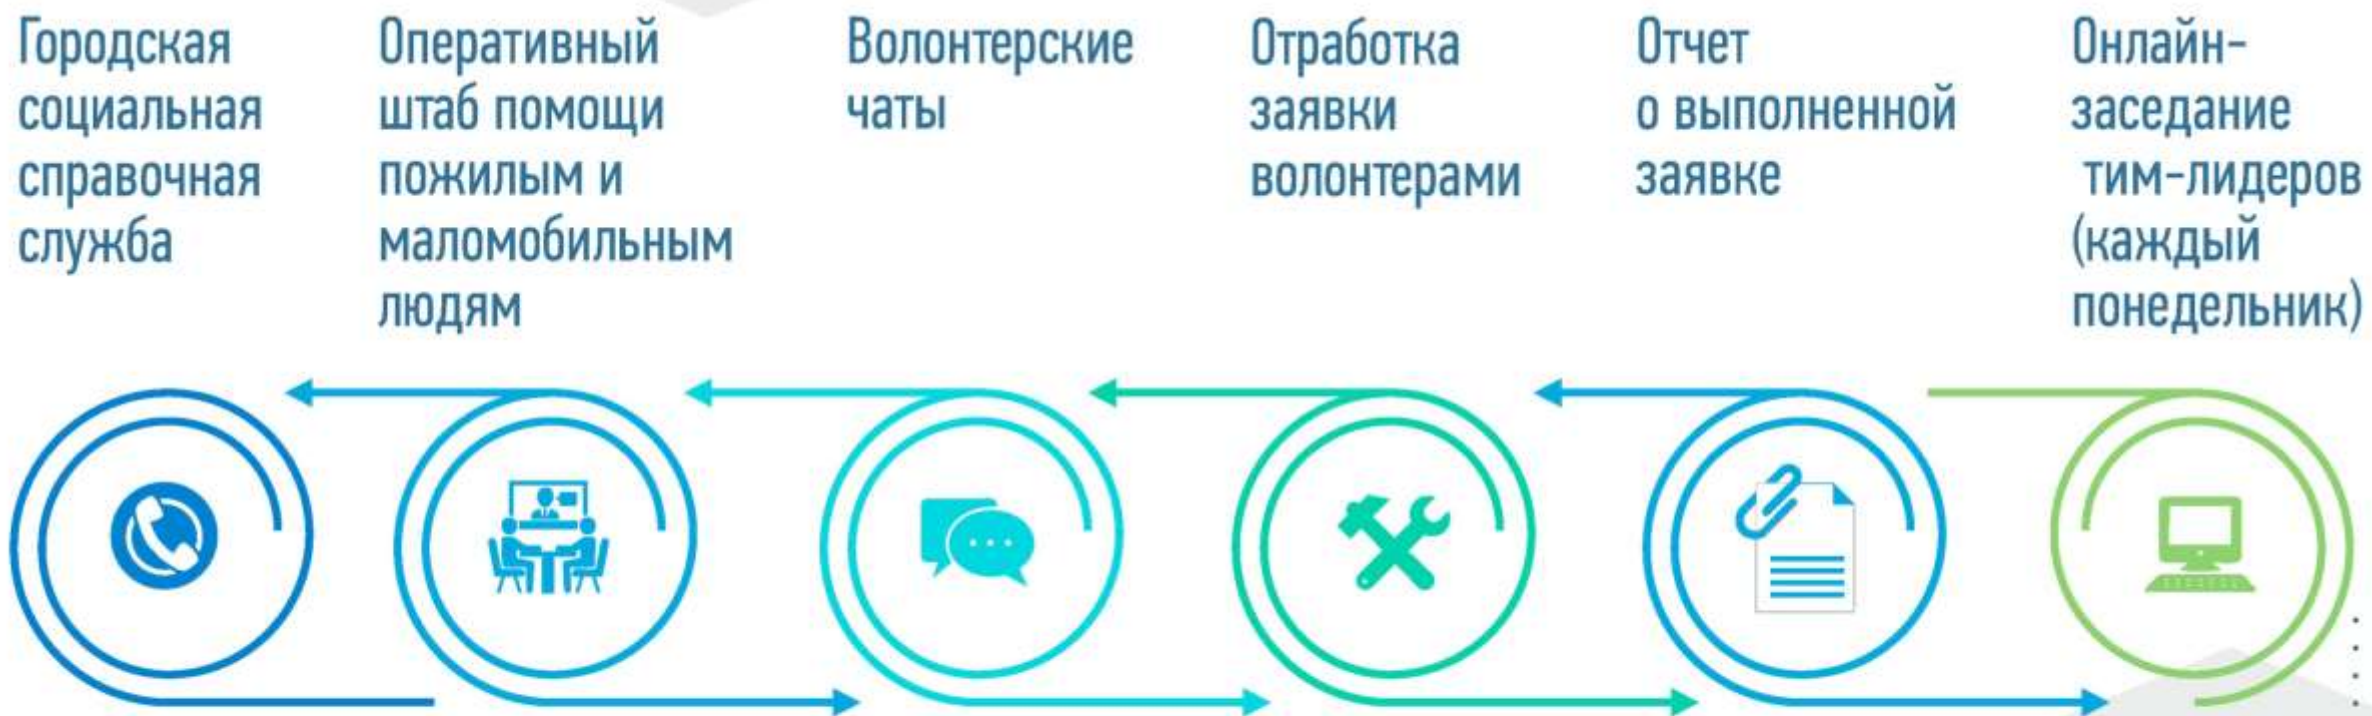 Городская
социальная
справочная
служба
Оперативный
штаб помощи
пожилым и
маломобильным
людям
Волонтерские
чаты
Отработка
заявки
волонтерами
Отчет
о выполненной
заявке
Онлайн-
заседание
тим-лидеров
(каждый
понедельник)